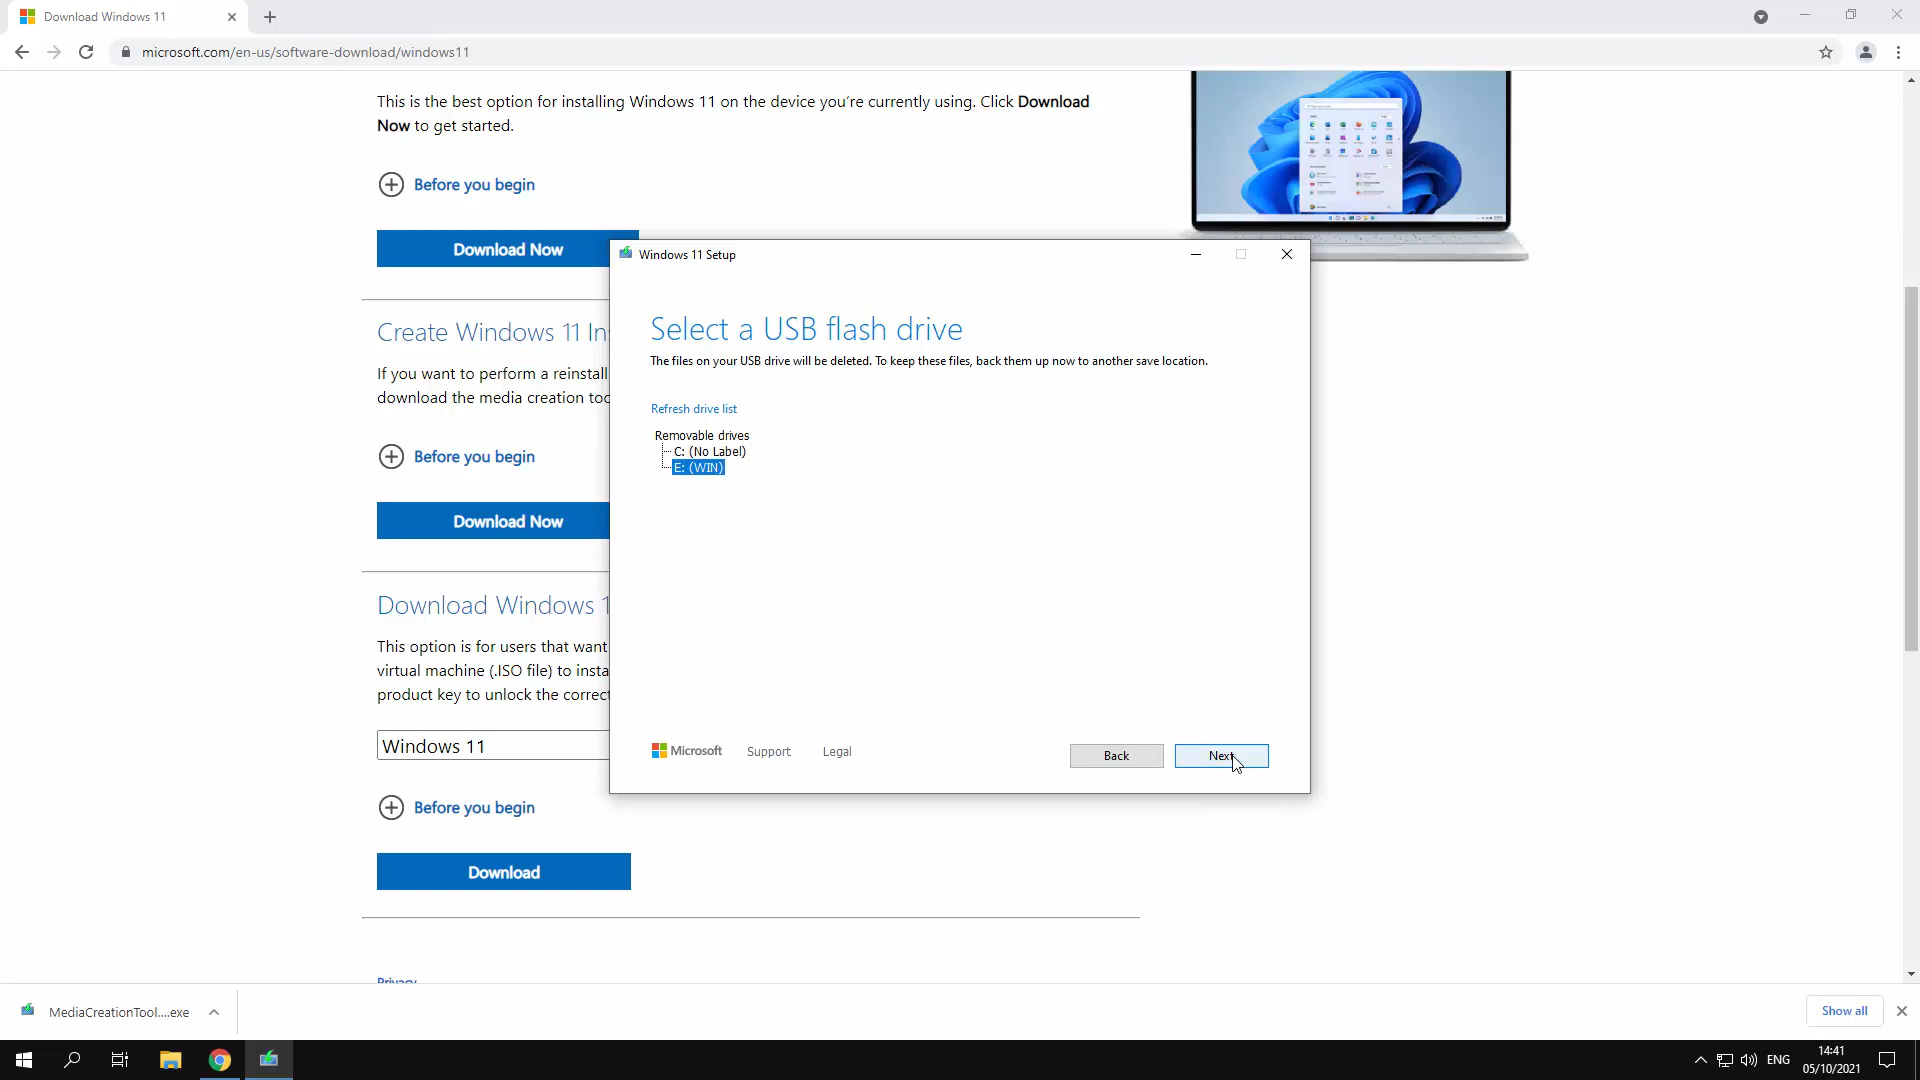 Download Windows 11
microsoft.com/en-us/software-download/windows11
This is the best option for installing Windows 11 on the device you're currently using. Click Download
Now to get started.
Before you begin
Download Now
Create Windows 11 Ins
If you want to perform a reinstall
download the media creation too
Before you begin
Download Now
Download Windows 1
This option is for users that want
virtual machine (.ISO file) to insta
product key to unlock the correct
Windows 11
Before you begin
Download
Privacy
Windows 11 Setup
Select a USB flash drive
The files on your USB drive will be deleted. To keep these files, back them up now to another save location.
Refresh drive list
Removable drives
C: (No Label)
E: (WIN)
Microsoft
Support
Legal
Back
Next
MediaCreationTool....exe
Show all
ENG
14:41
05/10/2021